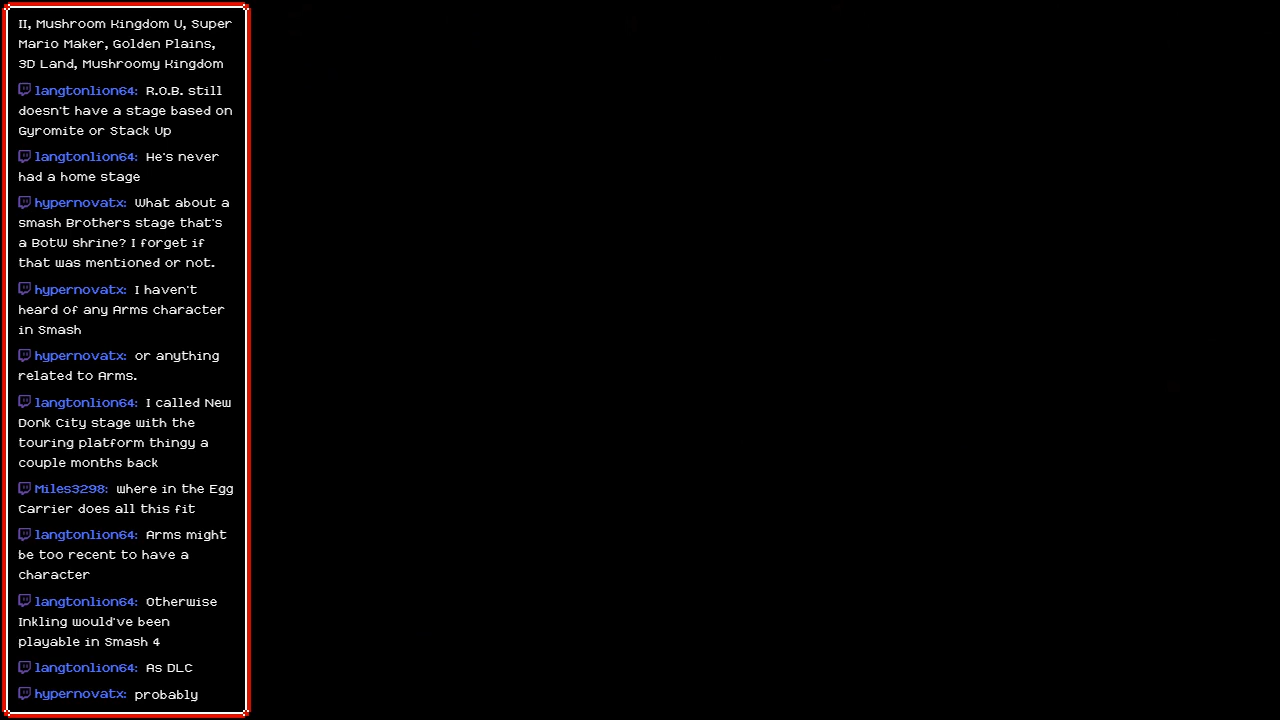 II, Mushroom Kingdom U, Super
Mario Maker, Golden Plains,
3D Land, Mushroomy Kingdom
langtonlion64: R.O.B. still
doesn't have a stage based on
Gyromite or Stack Up
langtonlion64: He's never
had a home stage
hypernovatx: What about a
smash Brothers stage that's
a BotW shrine? I forget if
that was mentioned or not.
hypernovatx: I haven't
heard of any Arms character
in Smash
hypernovatx: or anything
related to Arms.
langtonlion64: I called New
Donk City stage with the
touring platform thingy a
couple months back
Miles3298: where in the Egg
Carrier does all this fit
langtonlion64: Arms might
be too recent to have a
character
langtonlion64: Otherwise
Inkling would've been
playable in Smash 4
langtonlion64: As DLC
hypernovatx: probably